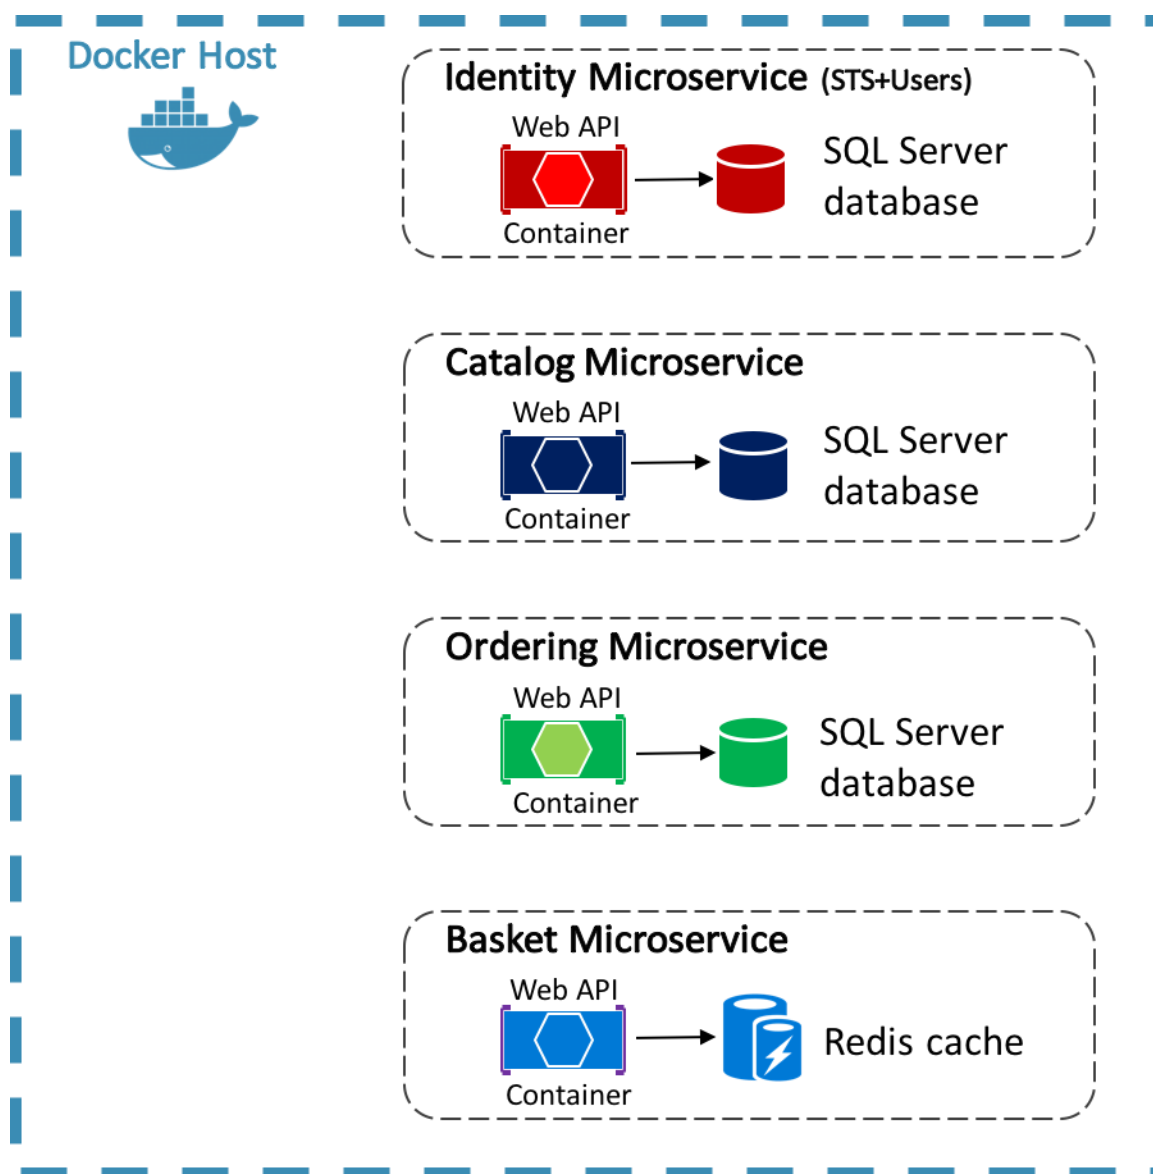 Docker Host
Identity Microservice (STS+Users)
Web API
Container
SQL Server
database
Catalog Microservice
Web API
Container
SQL Server
database
Ordering Microservice
Web API
Container
SQL Server
database
Basket Microservice
Web API
Container
Redis cache